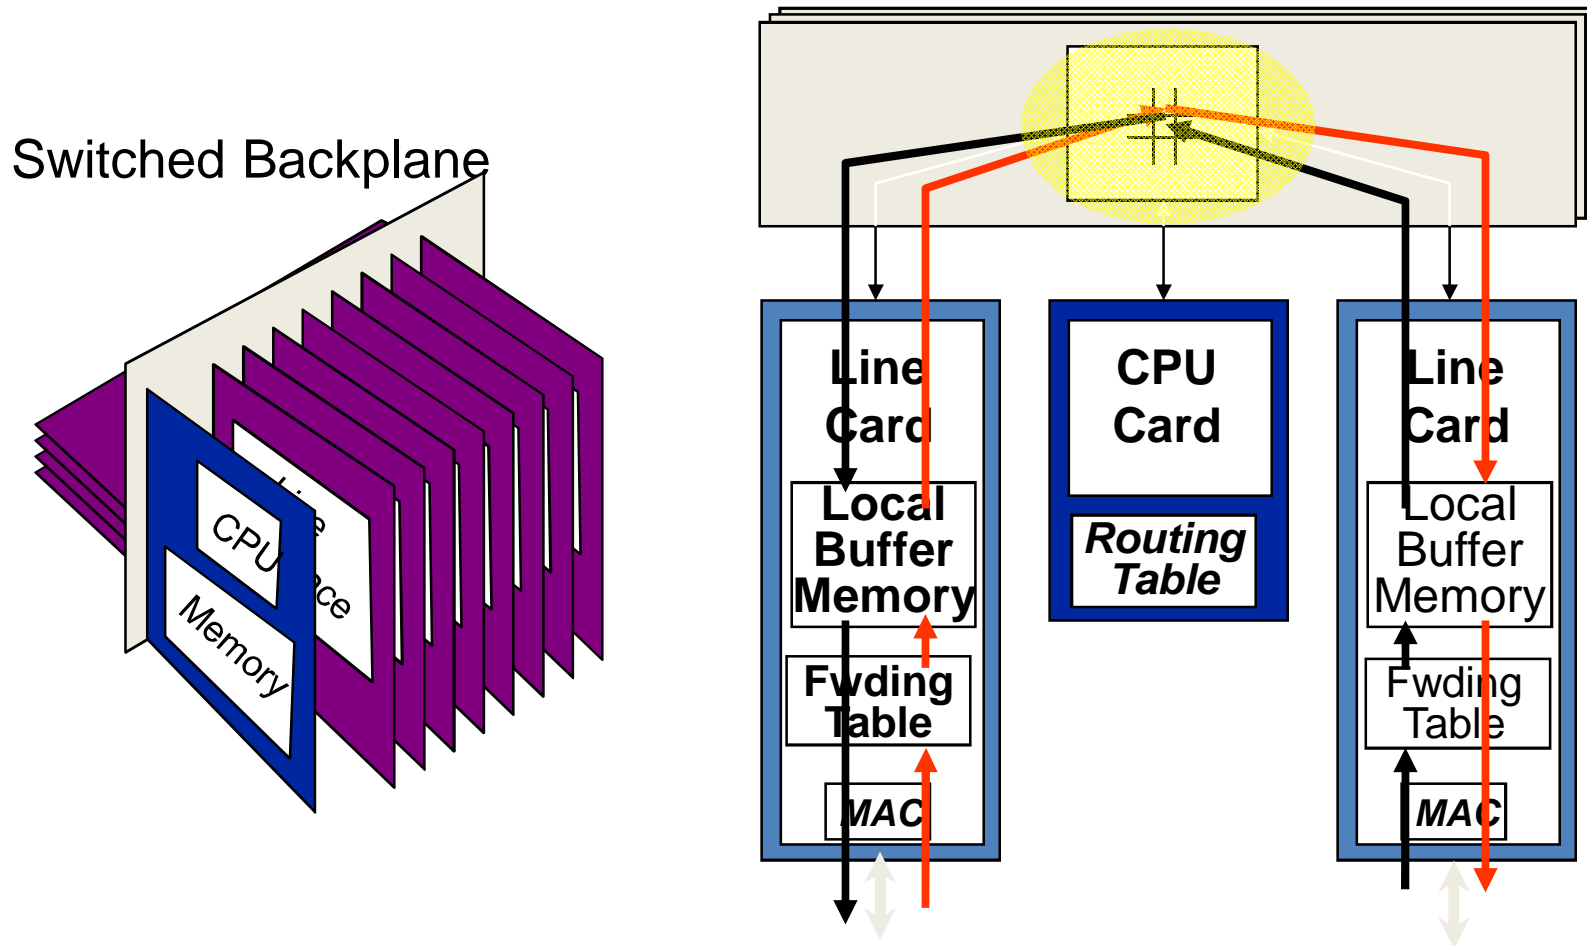 Switched Backplane
CPU
Memory
Line
Card
Local
Buffer
Memory
Fwding
Table
MAC
CPU
Card
Routing
Table
Line
Card
Local
Buffer
Memory
Fwding
Table
MAC